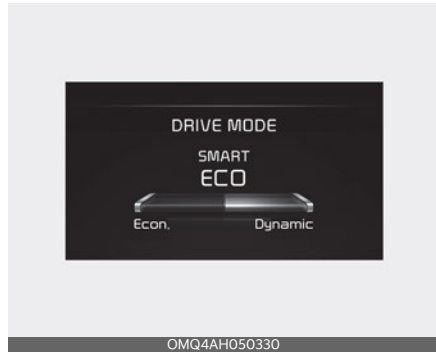 DRIVE MODE
SMART
ECO
Econ. Dynamic
OMQ4AH050330